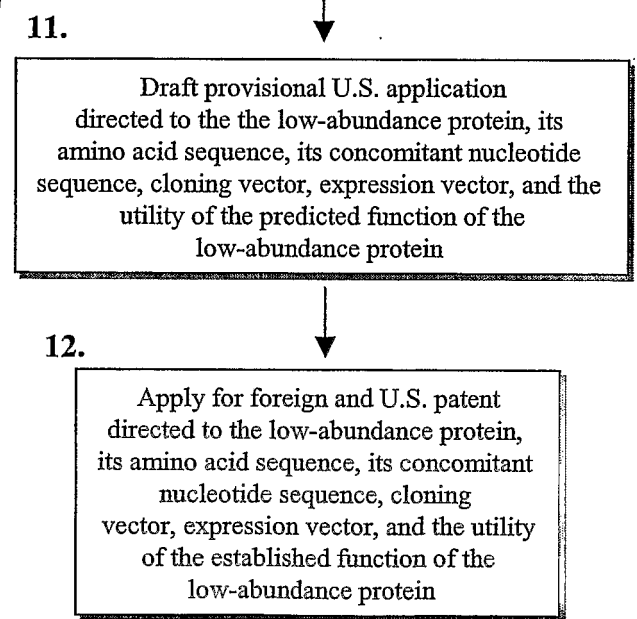 11.
Draft provisional U.S. application
directed to the the low-abundance protein, its
amino acid sequence, its concomitant nucleotide
sequence, cloning vector, expression vector, and the
utility of the predicted function of the
low-abundance protein
12.
Apply for foreign and U.S. patent
directed to the low-abundance protein,
its amino acid sequence, its concomitant
nucleotide sequence, cloning
vector, expression vector, and the utility
of the established function of the
low-abundance protein